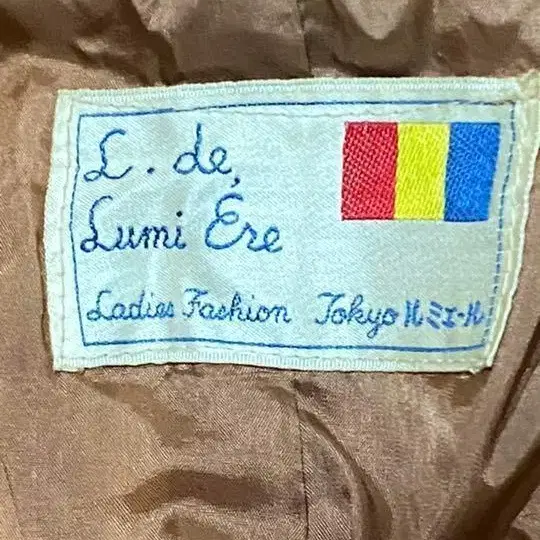 L. de,
Lumi Ére
Ladies Fashion Tokyo ルミエール